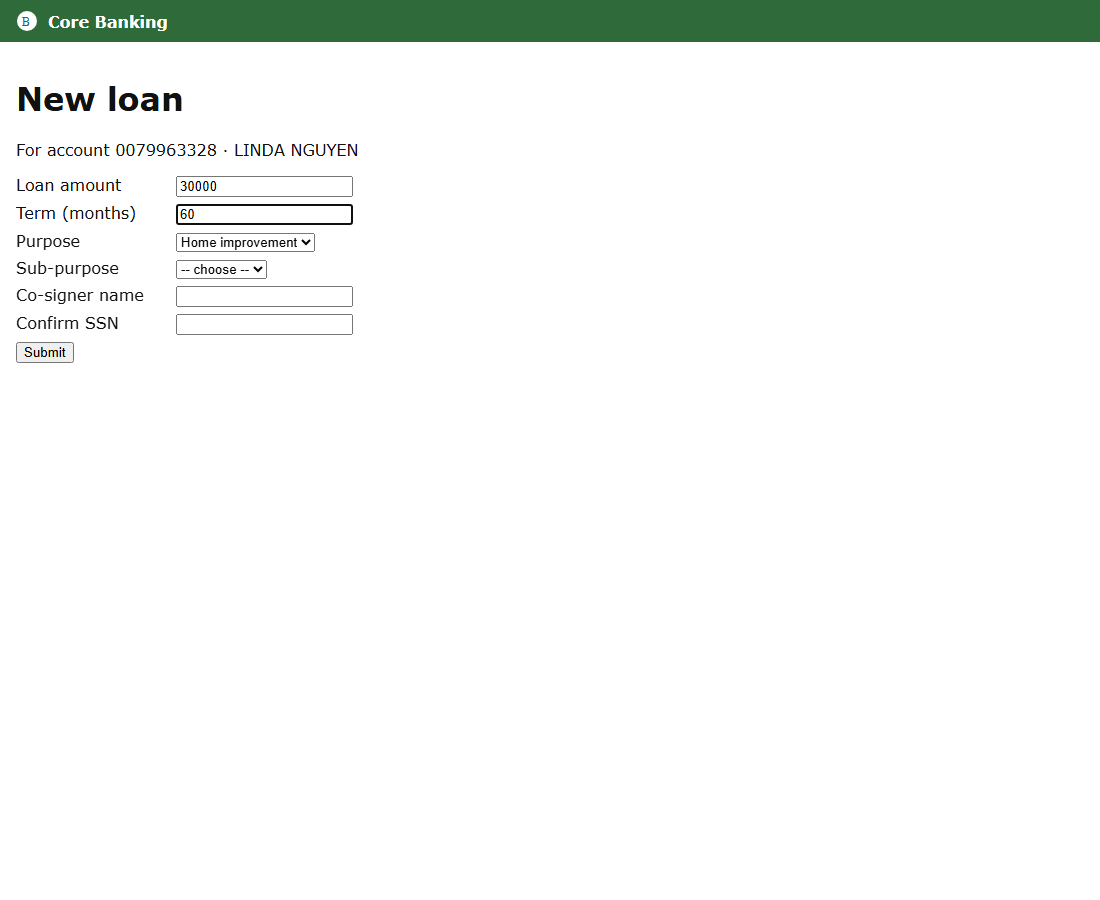 B Core Banking
New loan
For account 0079963328 · LINDA NGUYEN
Loan amount 30000
Term (months) 60
Purpose Home improvement
Sub-purpose -- choose --
Co-signer name
Confirm SSN
Submit